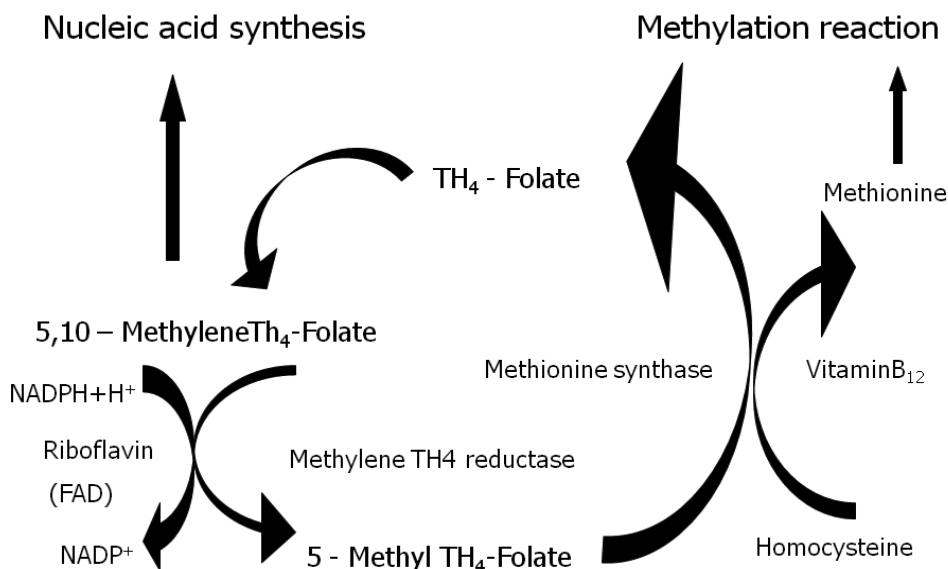 Nucleic acid synthesis
Methylation reaction
TH₄ - Folate
Methionine
5,10 – MethyleneTh₄-Folate
Methionine synthase
VitaminB₁₂
NADPH+H⁺
Riboflavin
(FAD)
Methylene TH4 reductase
NADP⁺
5 - Methyl TH₄-Folate
Homocysteine